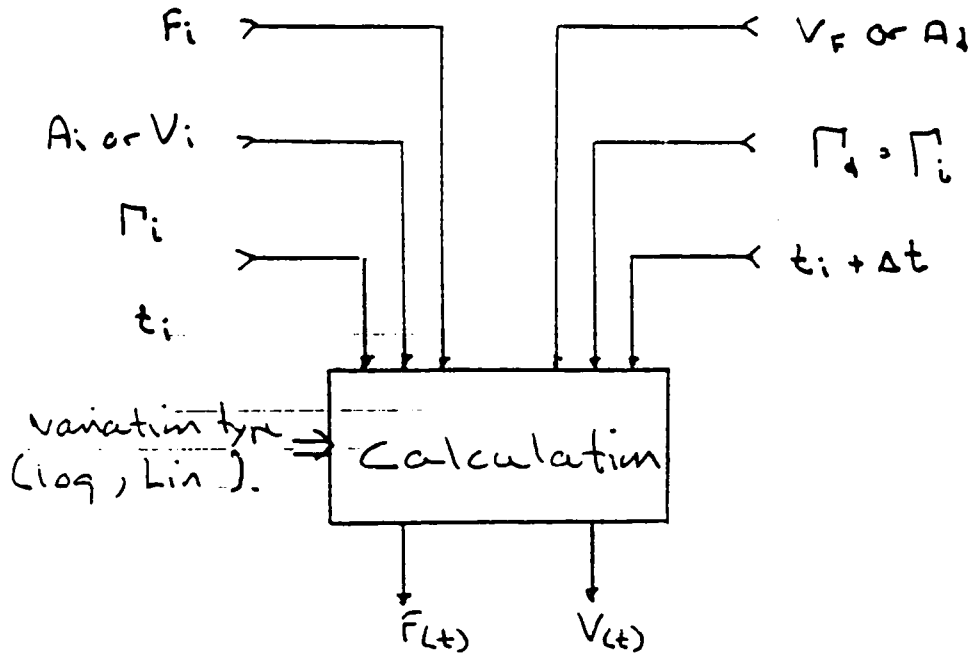 Fi
VF or Ad
Ai or Vi
Γd = Γi
Γi
ti + Δt
ti
variation type
(log, Lin).
Calculation
F(t)
V(t)